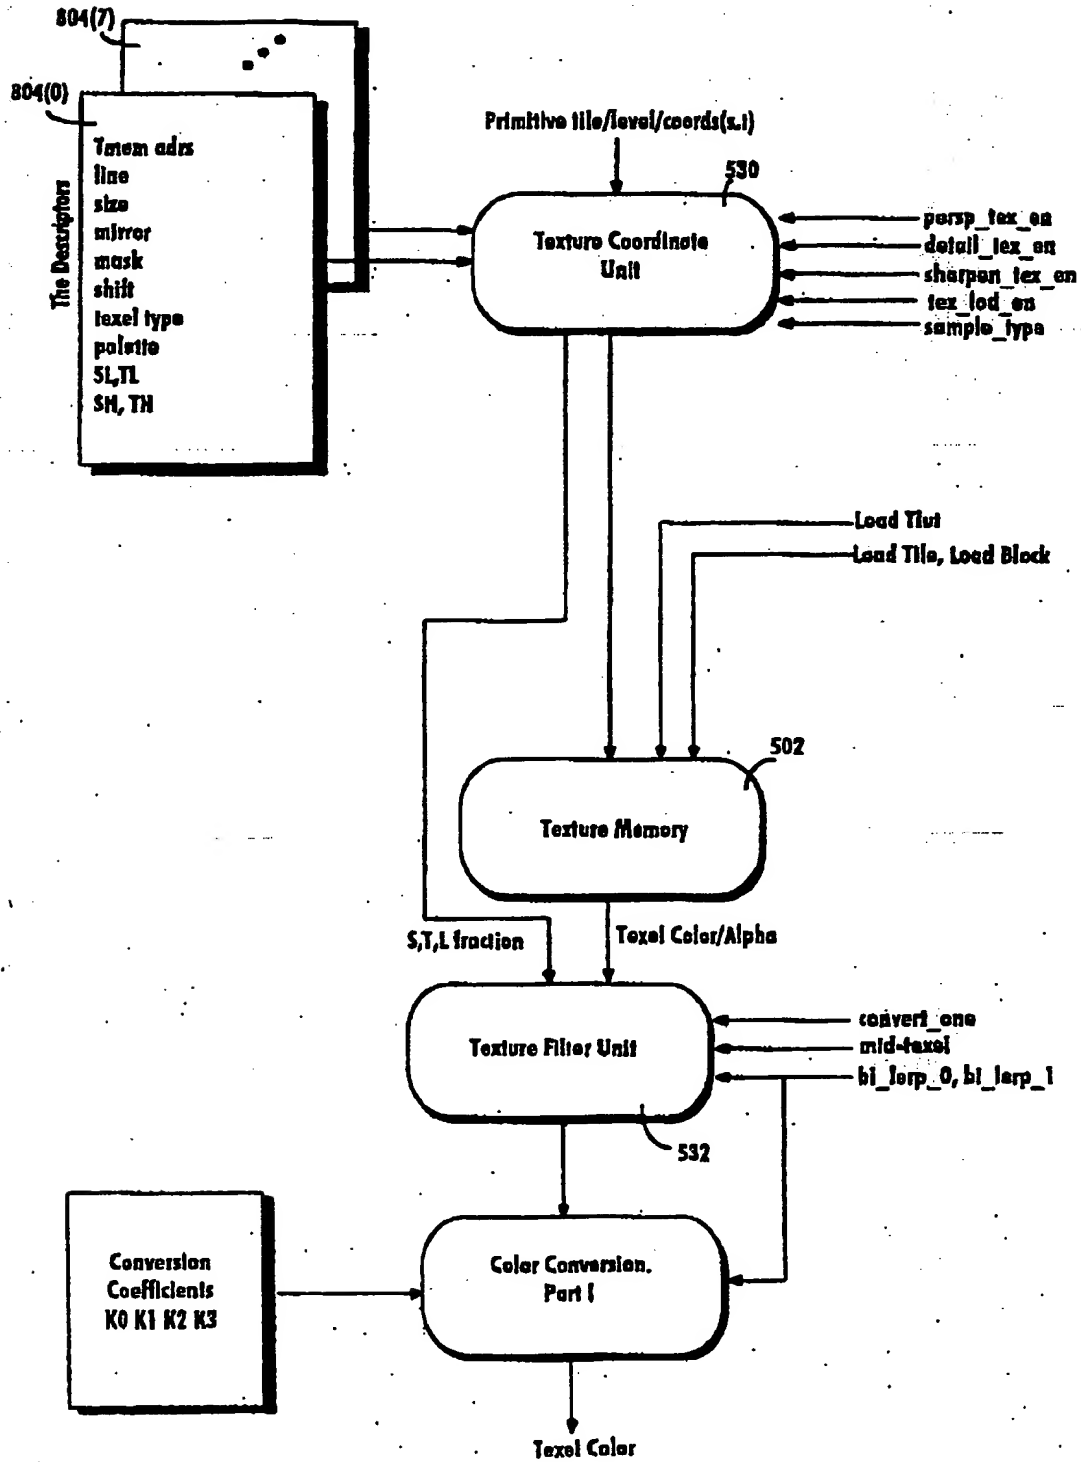 804(7)
804(0)
The Descriptors
Tmem adrs
line
size
mirror
mask
shift
texel type
palette
SL,TL
SH, TH
Primitive tile/level/coords(s.t)
530
Texture Coordinate
Unit
persp_tex_en
detail_tex_en
sharpen_tex_en
tex_lod_en
sample_type
Load Tlut
Load Tile, Load Block
502
Texture Memory
S,T,L fraction
Texel Color/Alpha
Texture Filter Unit
convert_one
mid-texel
bi_lerp_0, bi_lerp_1
532
Conversion
Coefficients
K0 K1 K2 K3
Color Conversion.
Part I
Texel Color